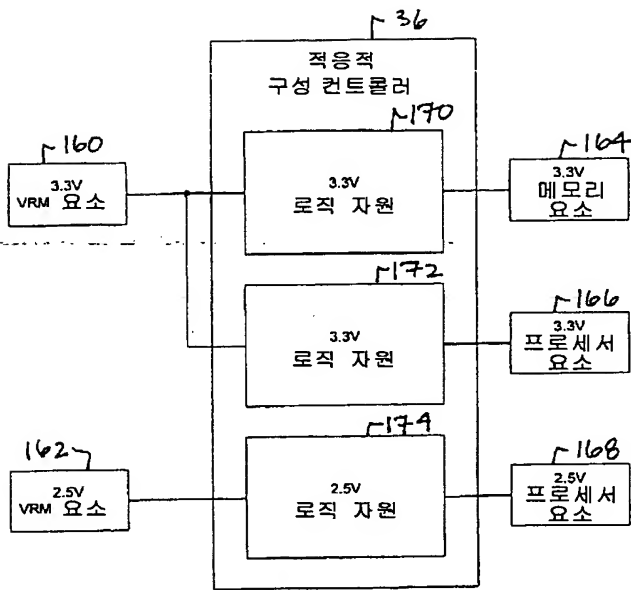 36
적응적
구성 컨트롤러
160
3.3V
VRM 요소
170
3.3V
로직 자원
164
3.3V
메모리
요소
172
3.3V
로직 자원
166
3.3V
프로세서
요소
162
2.5V
VRM 요소
174
2.5V
로직 자원
168
2.5V
프로세서
요소